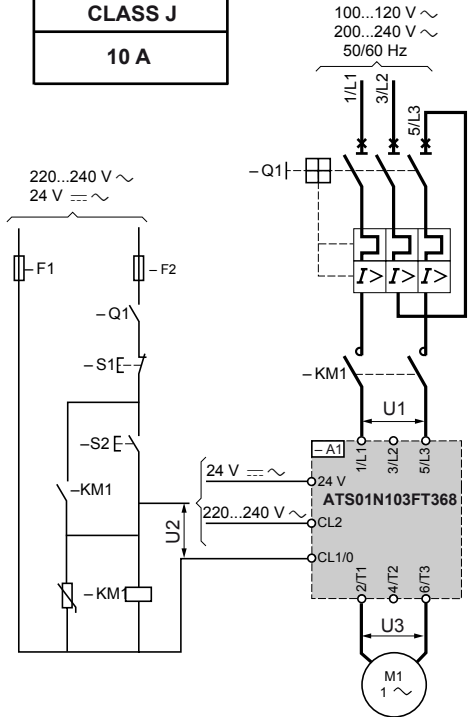 CLASS J
10 A
100...120 V ~
200...240 V ~
50/60 Hz
1/L1
3/L2
5/L3
– Q1
220...240 V ~
24 V ⎓ ~
– F1
– F2
– Q1
I>
I>
I>
– S1
– KM1
U1
– S2
– A1
1/L1
3/L2
5/L3
24 V ⎓ ~
24 V
ATS01N103FT368
– KM1
220...240 V ~
CL2
U2
CL1/0
2/T1
4/T2
6/T3
– KM1
U3
M1
1 ~